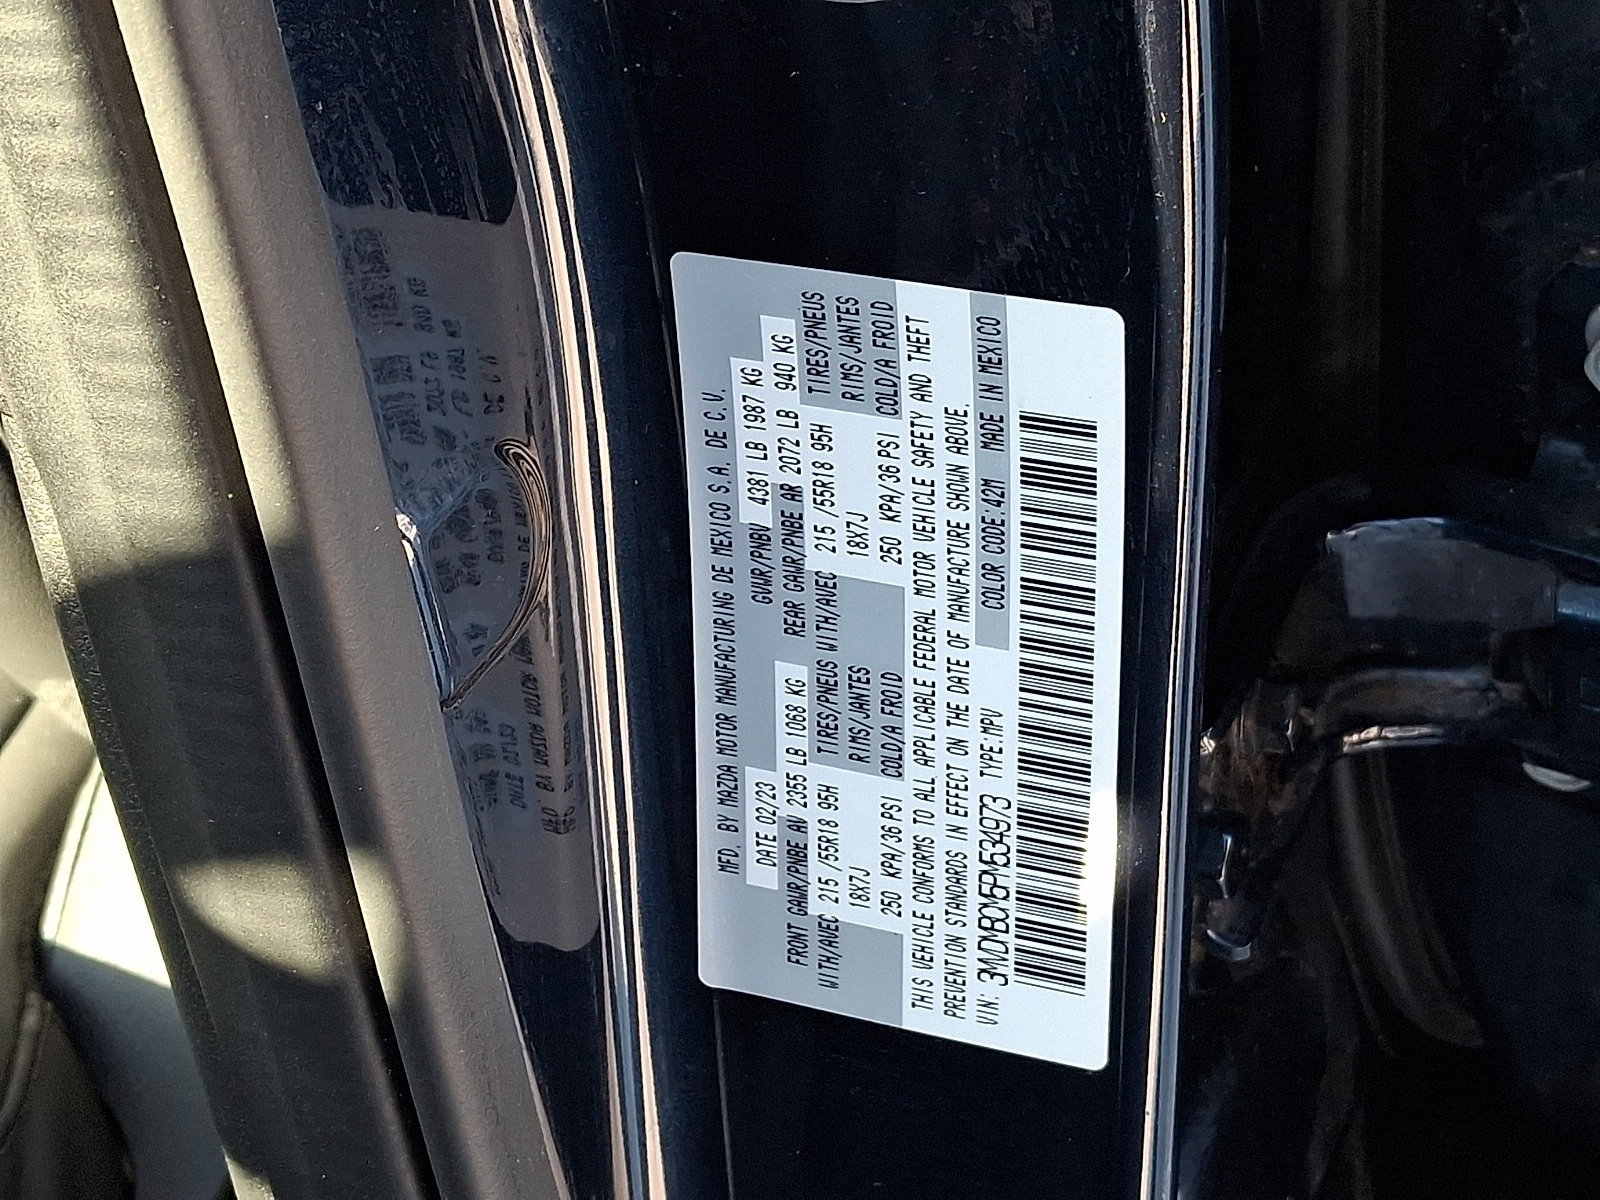 MFD. BY MAZDA MOTOR MANUFACTURING DE MEXICO S.A. DE C.V.
DATE 02/23 GVWR/PNBV 4381 LB 1987 KG
FRONT GAWR/PNBE AV 2355 LB 1068 KG REAR GAWR/PNBE AR 2072 LB 940 KG
WITH/AVEC 215 /55R18 95H TIRES/PNEUS WITH/AVEC 215 /55R18 95H TIRES/PNEUS
18X7J RIMS/JANTES 18X7J RIMS/JANTES
250 KPA/36 PSI COLD/A FROID 250 KPA/36 PSI COLD/A FROID
THIS VEHICLE CONFORMS TO ALL APPLICABLE FEDERAL MOTOR VEHICLE SAFETY AND THEFT
PREVENTION STANDARDS IN EFFECT ON THE DATE OF MANUFACTURE SHOWN ABOVE.
VIN: 3MVDMBCM5PM534973 TYPE:MPV COLOR CODE:42M MADE IN MEXICO